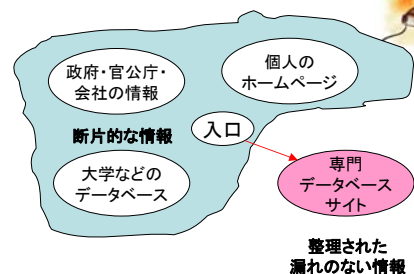 政府・官公庁・
会社の情報
個人の
ホームページ
断片的な情報
入口
大学などの
データベース
専門
データベース
サイト
整理された
漏れのない情報